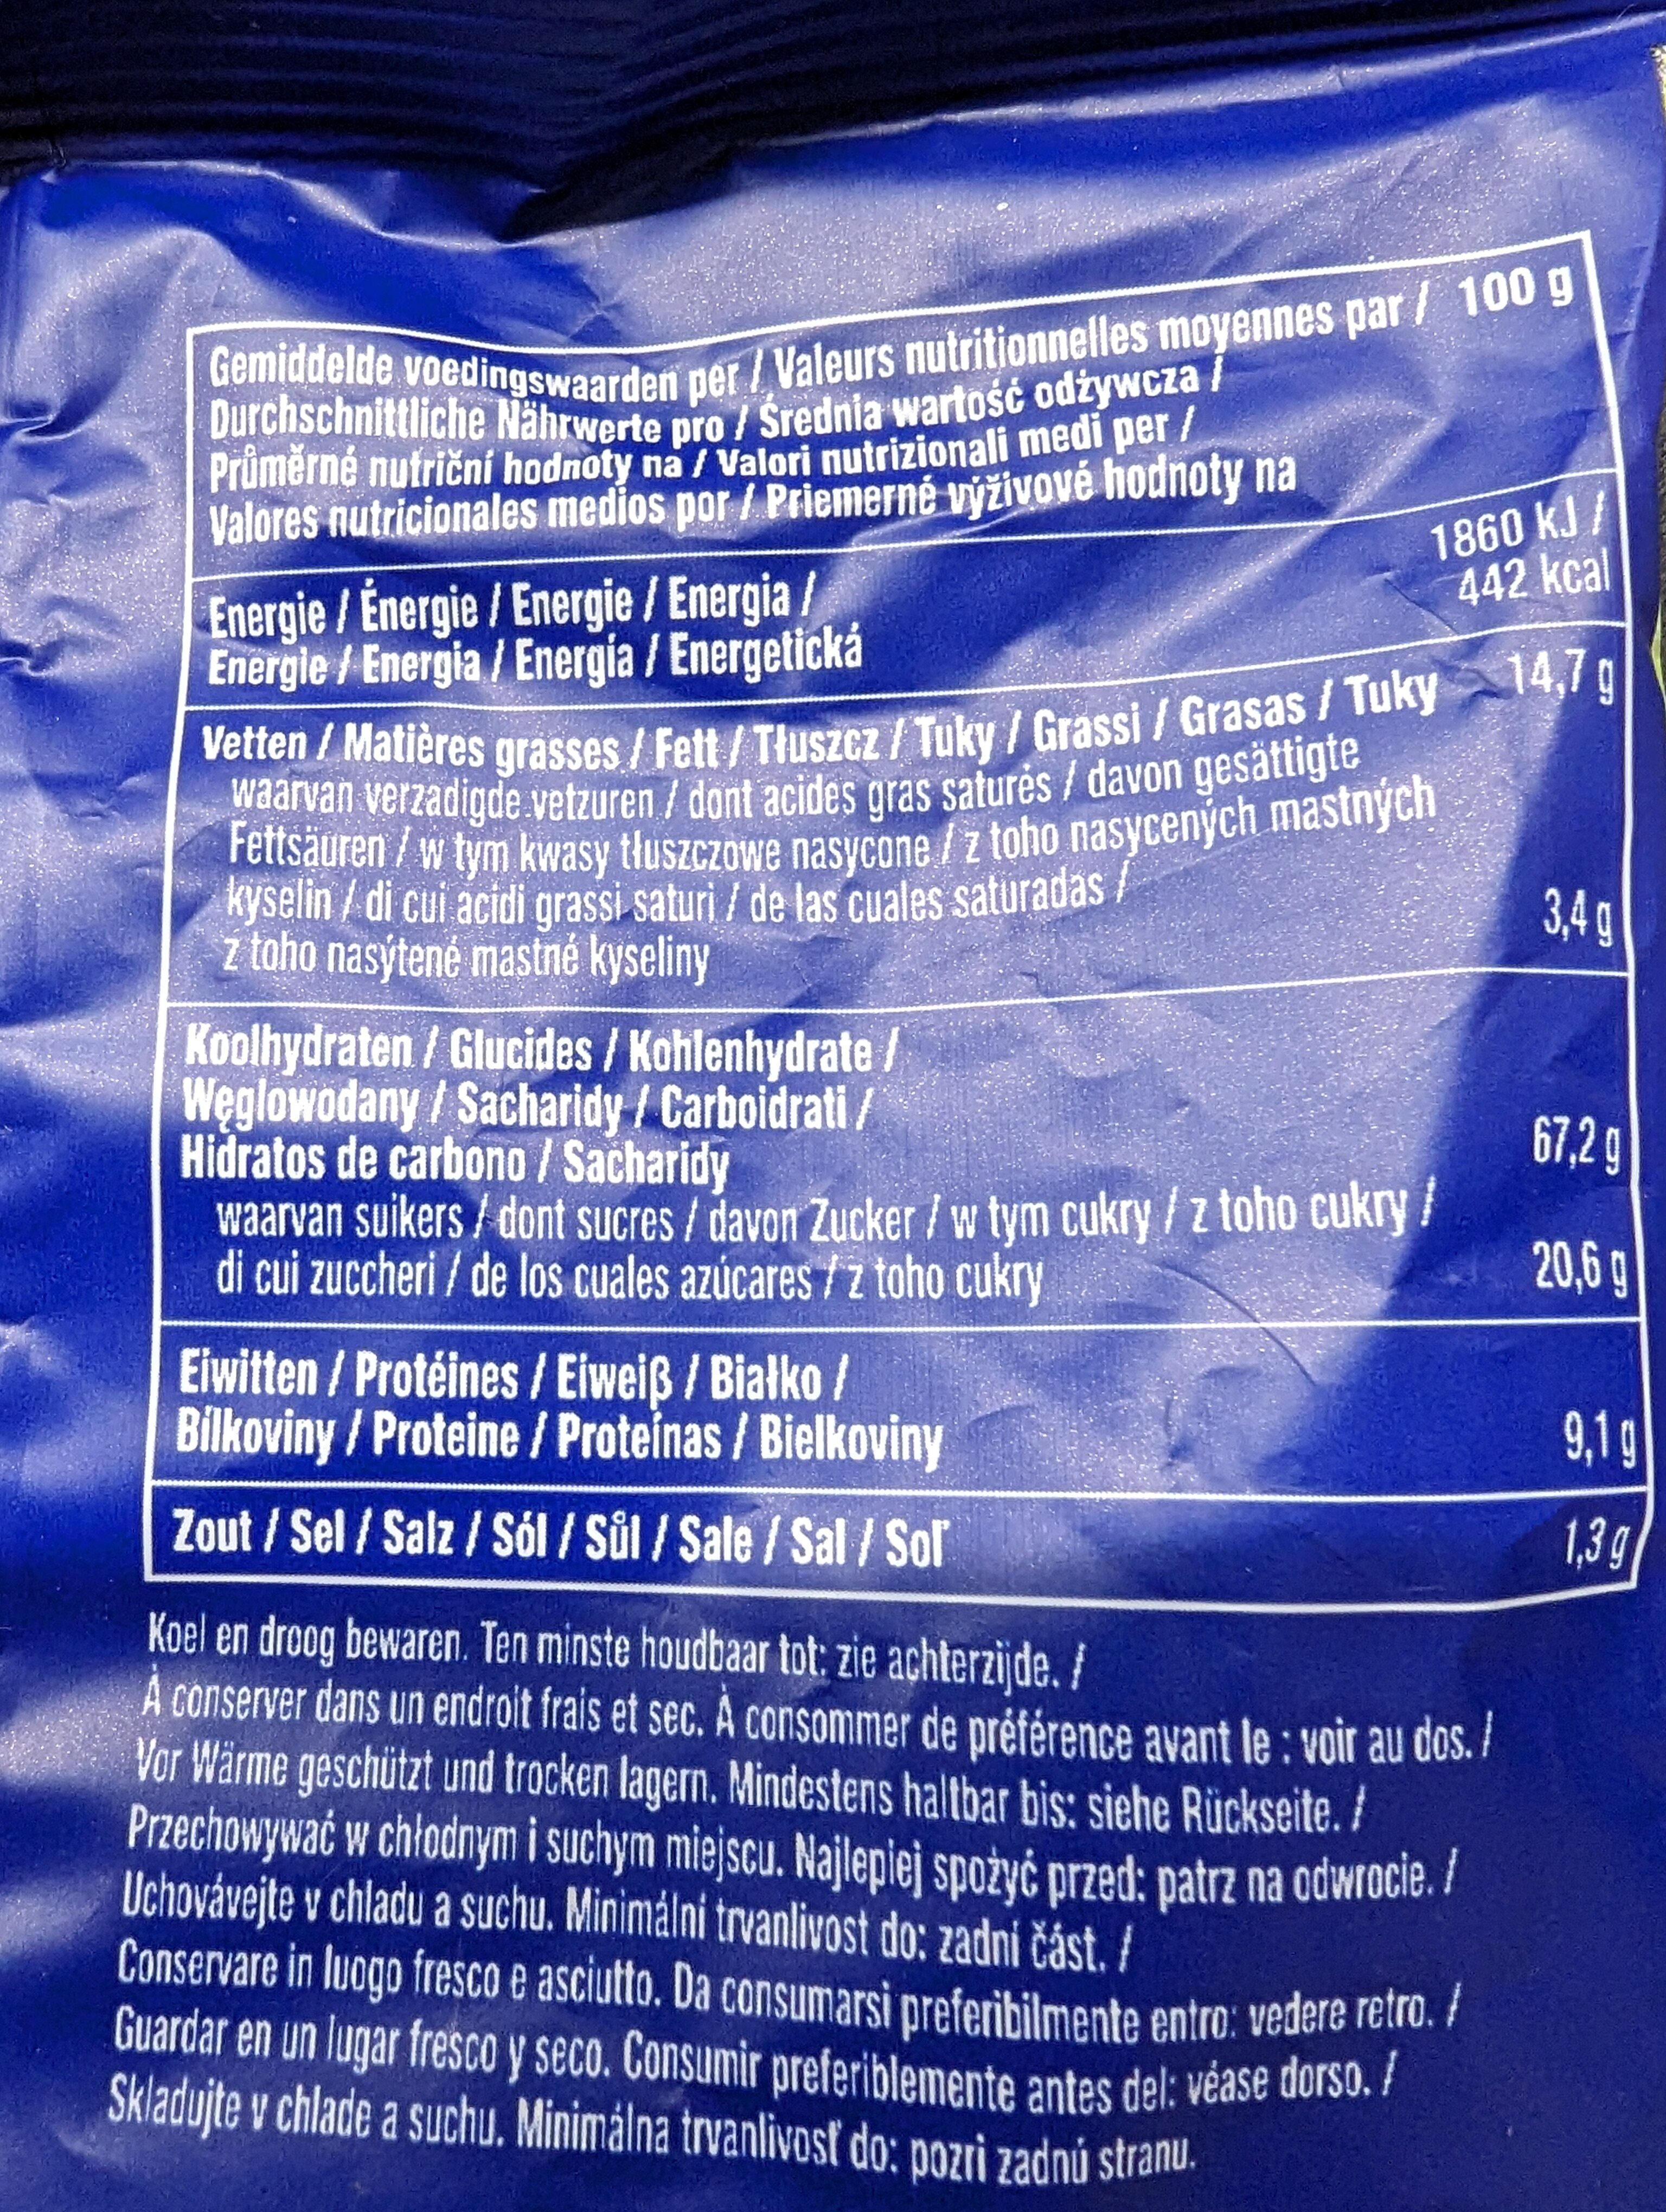 Gemiddelde voedingswaarden per / Valeurs nutritionnelles moyennes par / 100 g
Durchschnittliche Nährwerte pro / Średnia wartość odżywcza /
Průměrné nutriční hodnoty na / Valori nutrizionali medi per /
Valores nutricionales medios por / Priemerné výživové hodnoty na
Energie / Énergie / Energie / Energia / 1860 kJ /
Energie / Energia / Energía / Energetická 442 kcal
Vetten / Matières grasses / Fett / Tłuszcz / Tuky / Grassi / Grasas / Tuky 14,7 g
waarvan verzadigde vetzuren / dont acides gras saturés / davon gesättigte
Fettsäuren / w tym kwasy tłuszczowe nasycone / z toho nasycených mastných
kyselin / di cui acidi grassi saturi / de las cuales saturadas /
z toho nasýtené mastné kyseliny 3,4 g
Koolhydraten / Glucides / Kohlenhydrate /
Węglowodany / Sacharidy / Carboidrati /
Hidratos de carbono / Sacharidy 67,2 g
waarvan suikers / dont sucres / davon Zucker / w tym cukry / z toho cukry /
di cui zuccheri / de los cuales azúcares / z toho cukry 20,6 g
Eiwitten / Protéines / Eiweiß / Białko /
Bílkoviny / Proteine / Proteínas / Bielkoviny 9,1 g
Zout / Sel / Salz / Sól / Sůl / Sale / Sal / Soľ 1,3 g
Koel en droog bewaren. Ten minste houdbaar tot: zie achterzijde. /
À conserver dans un endroit frais et sec. À consommer de préférence avant le : voir au dos. /
Vor Wärme geschützt und trocken lagern. Mindestens haltbar bis: siehe Rückseite. /
Przechowywać w chłodnym i suchym miejscu. Najlepiej spożyć przed: patrz na odwrocie. /
Uchovávejte v chladu a suchu. Minimální trvanlivost do: zadní část. /
Conservare in luogo fresco e asciutto. Da consumarsi preferibilmente entro: vedere retro. /
Guardar en un lugar fresco y seco. Consumir preferiblemente antes del: véase dorso. /
Skladujte v chlade a suchu. Minimálna trvanlivosť do: pozri zadnú stranu.